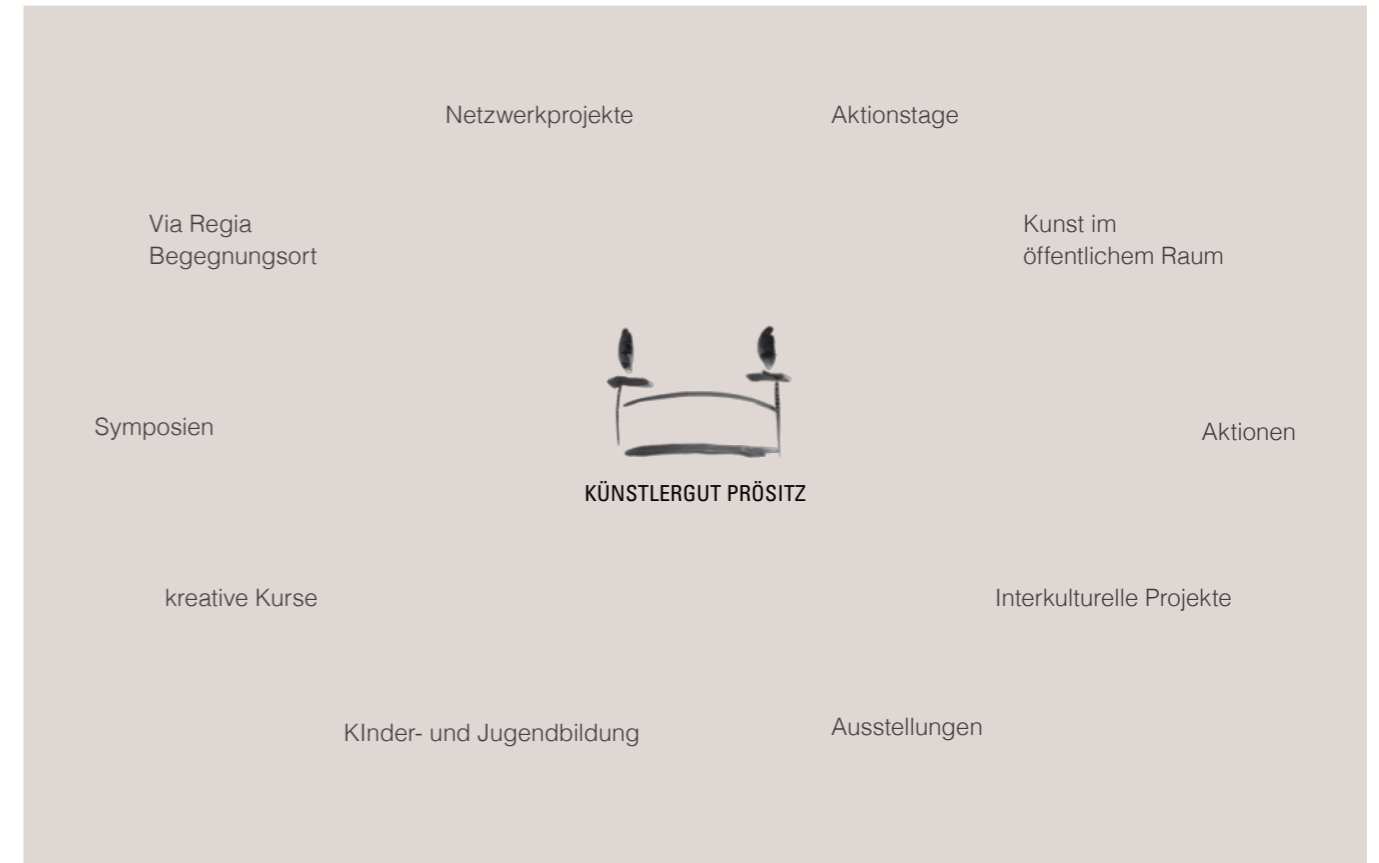 Netzwerkprojekte
Aktionstage
Via Regia
Begegnungsort
Kunst im
öffentlichem Raum
Symposien
Aktionen
KÜNSTLERGUT PRÖSITZ
kreative Kurse
Interkulturelle Projekte
KInder- und Jugendbildung
Ausstellungen